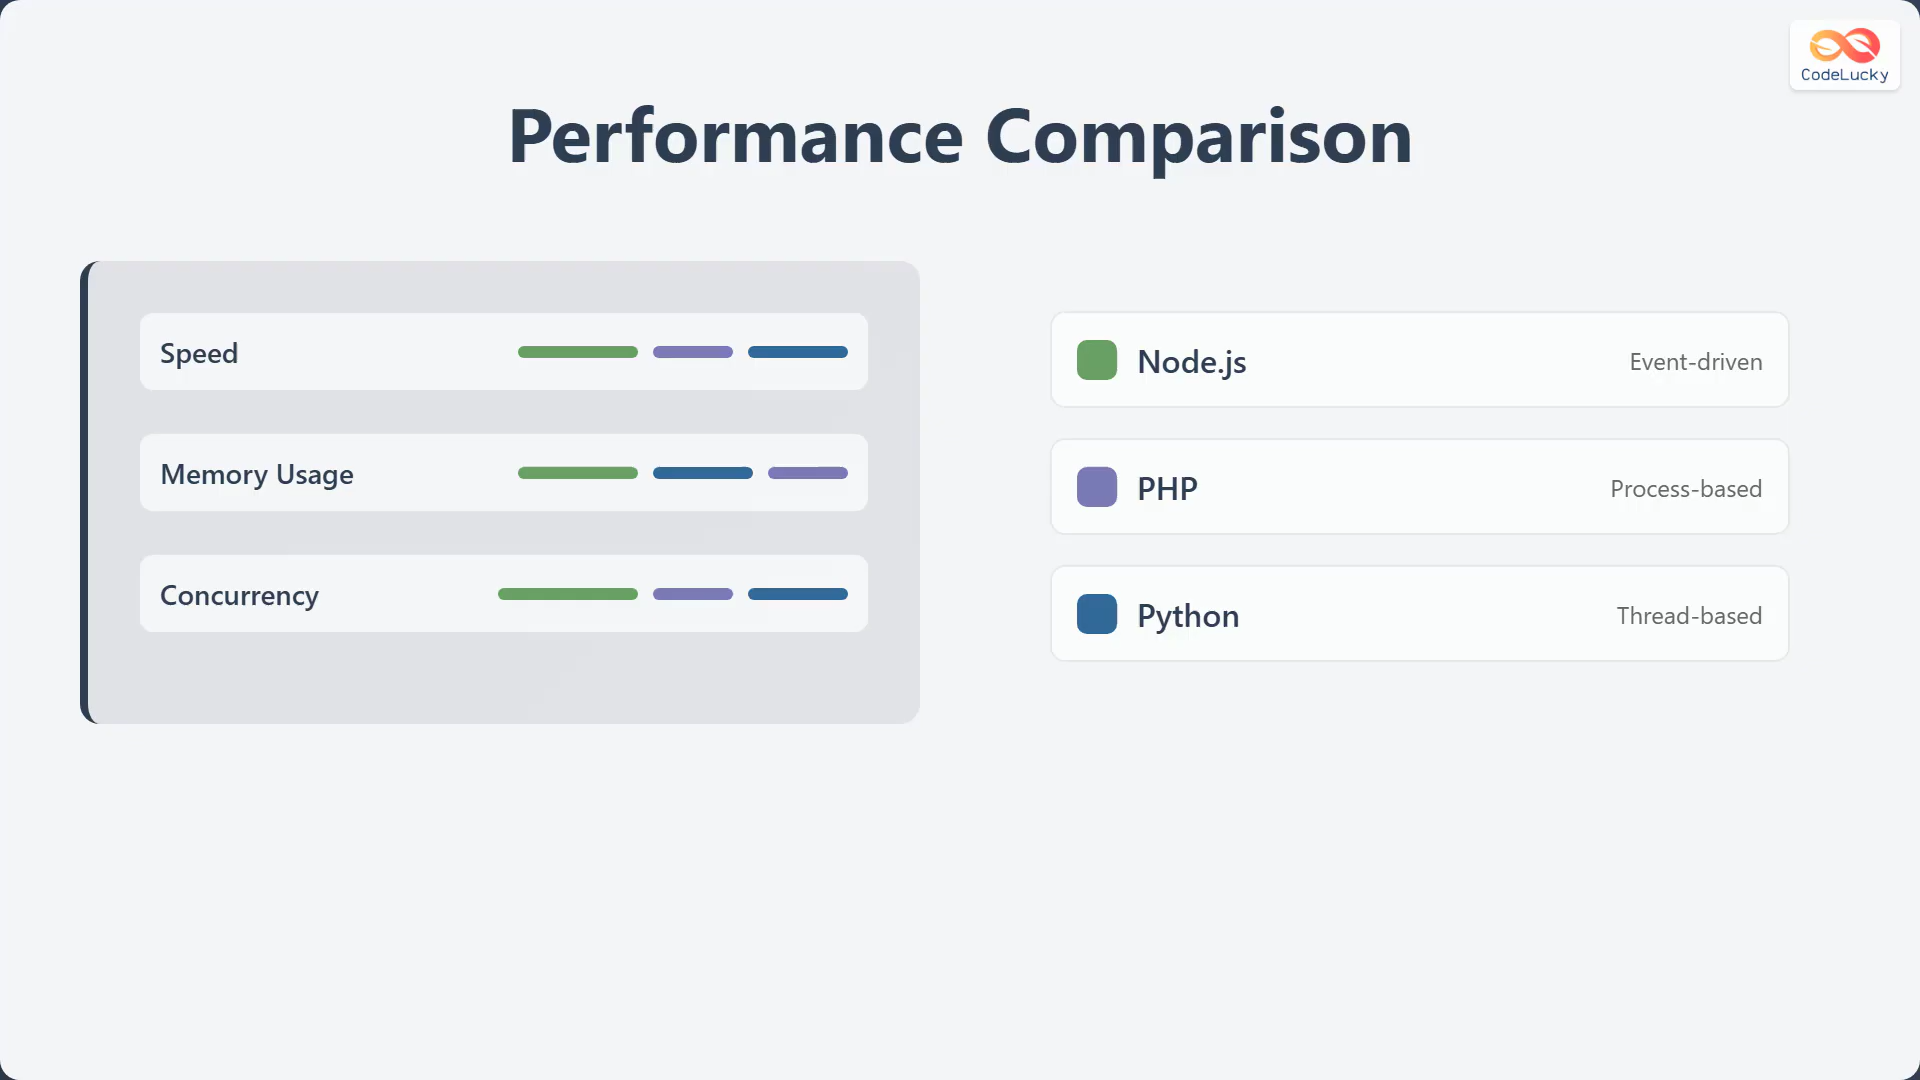 CodeLucky
Performance Comparison
Speed
Memory Usage
Concurrency
Node.js
Event-driven
PHP
Process-based
Python
Thread-based